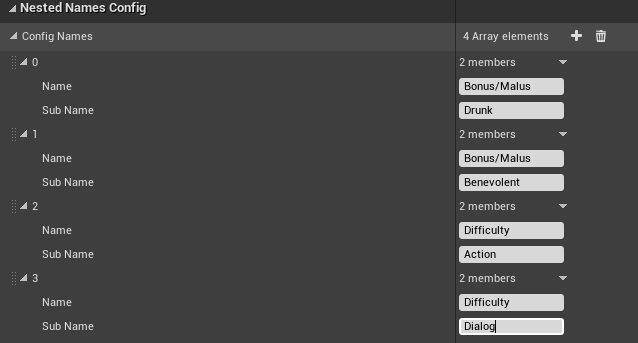 Nested Names Config
Config Names 4 Array elements
0 2 members
Name Bonus/Malus
Sub Name Drunk
1 2 members
Name Bonus/Malus
Sub Name Benevolent
2 2 members
Name Difficulty
Sub Name Action
3 2 members
Name Difficulty
Sub Name Dialog